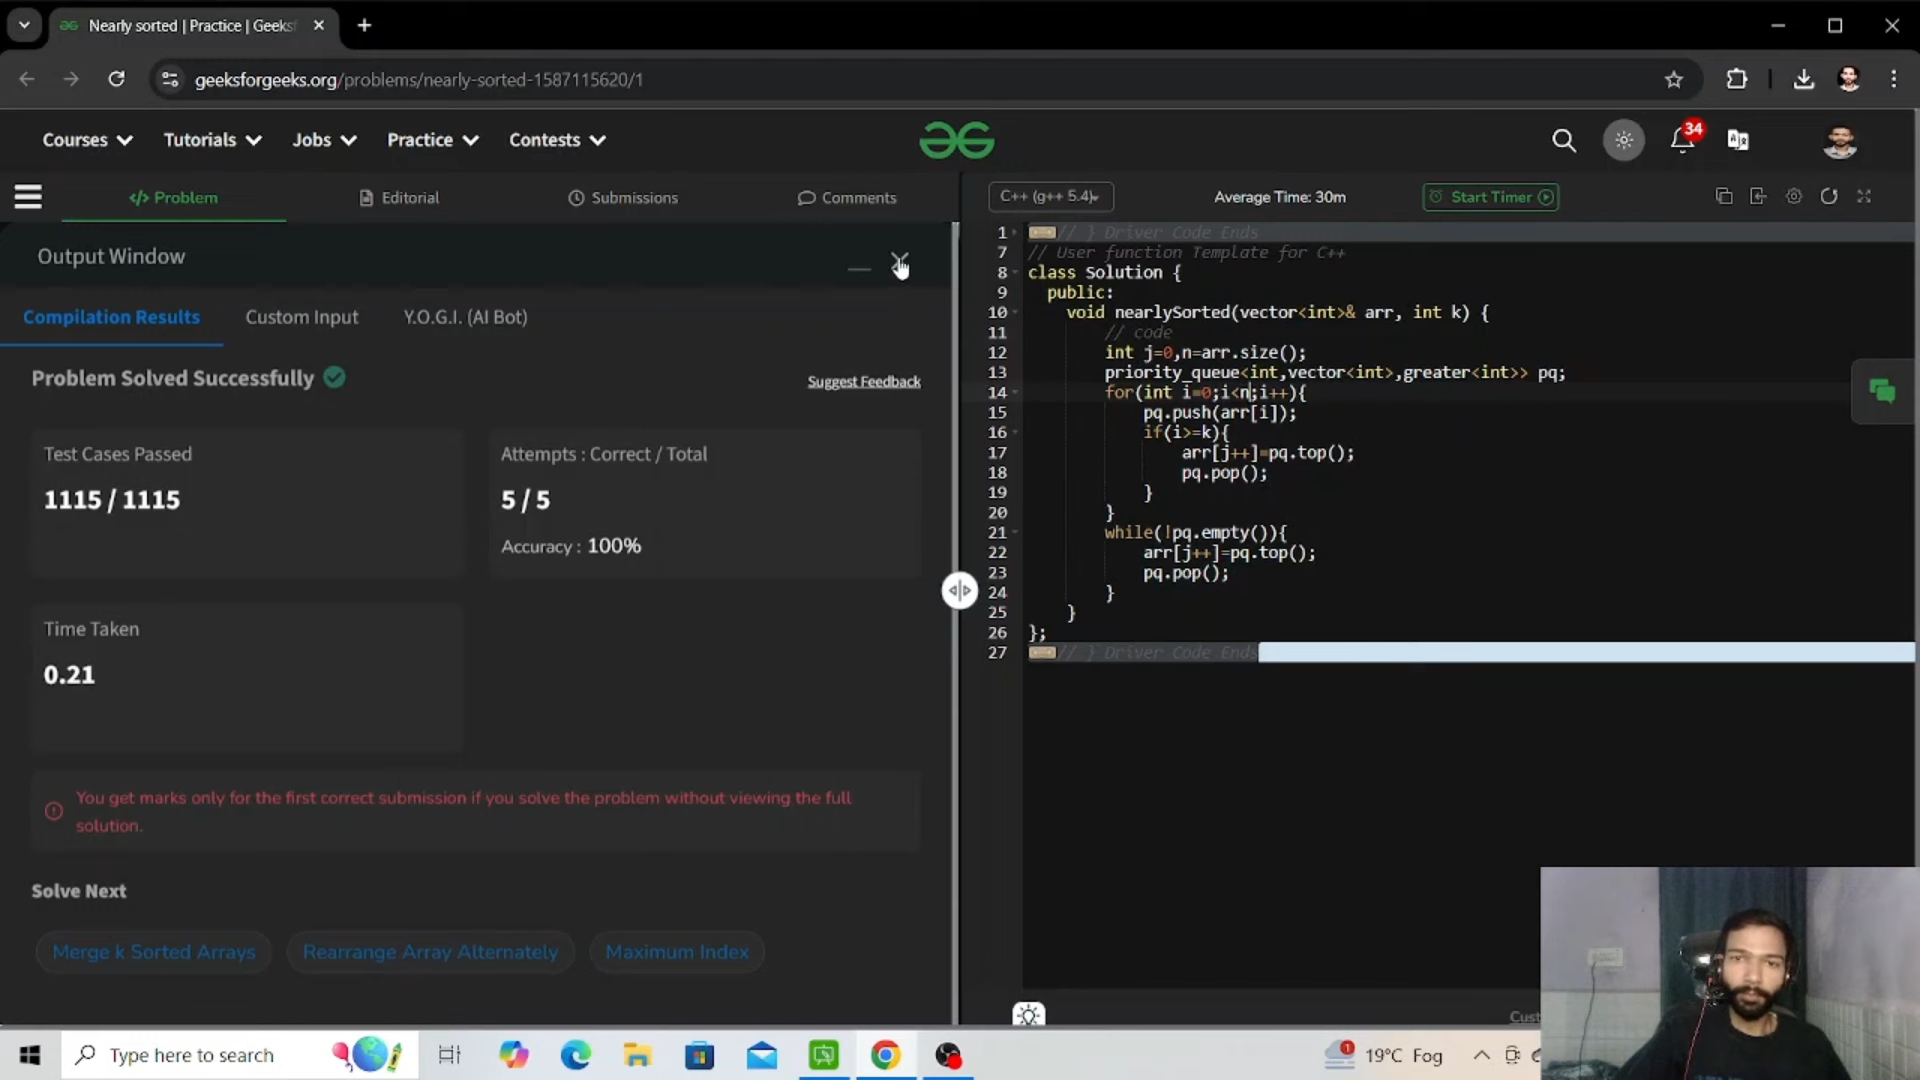 Nearly sorted | Practice | Geeks
geeksforgeeks.org/problems/nearly-sorted-1587115620/1
Courses
Tutorials
Jobs
Practice
Contests
34
</> Problem
Editorial
Submissions
Comments
C++ (g++ 5.4)
Average Time: 30m
Start Timer
Output Window
Compilation Results
Custom Input
Y.O.G.I. (AI Bot)
Problem Solved Successfully
Suggest Feedback
Test Cases Passed
1115 / 1115
Attempts : Correct / Total
5 / 5
Accuracy : 100%
Time Taken
0.21
You get marks only for the first correct submission if you solve the problem without viewing the full
solution.
Solve Next
Merge k Sorted Arrays
Rearrange Array Alternately
Maximum Index
1 // } Driver Code Ends
7 // User function Template for C++
8 class Solution {
9 public:
10 void nearlySorted(vector<int>& arr, int k) {
11 // code
12 int j=0,n=arr.size();
13 priority_queue<int,vector<int>,greater<int>> pq;
14 for(int i=0;i<n;i++){
15 pq.push(arr[i]);
16 if(i>=k){
17 arr[j++]=pq.top();
18 pq.pop();
19 }
20 }
21 while(!pq.empty()){
22 arr[j++]=pq.top();
23 pq.pop();
24 }
25 }
26 };
27 // } Driver Code Ends
Cust
Type here to search
1
19°C Fog